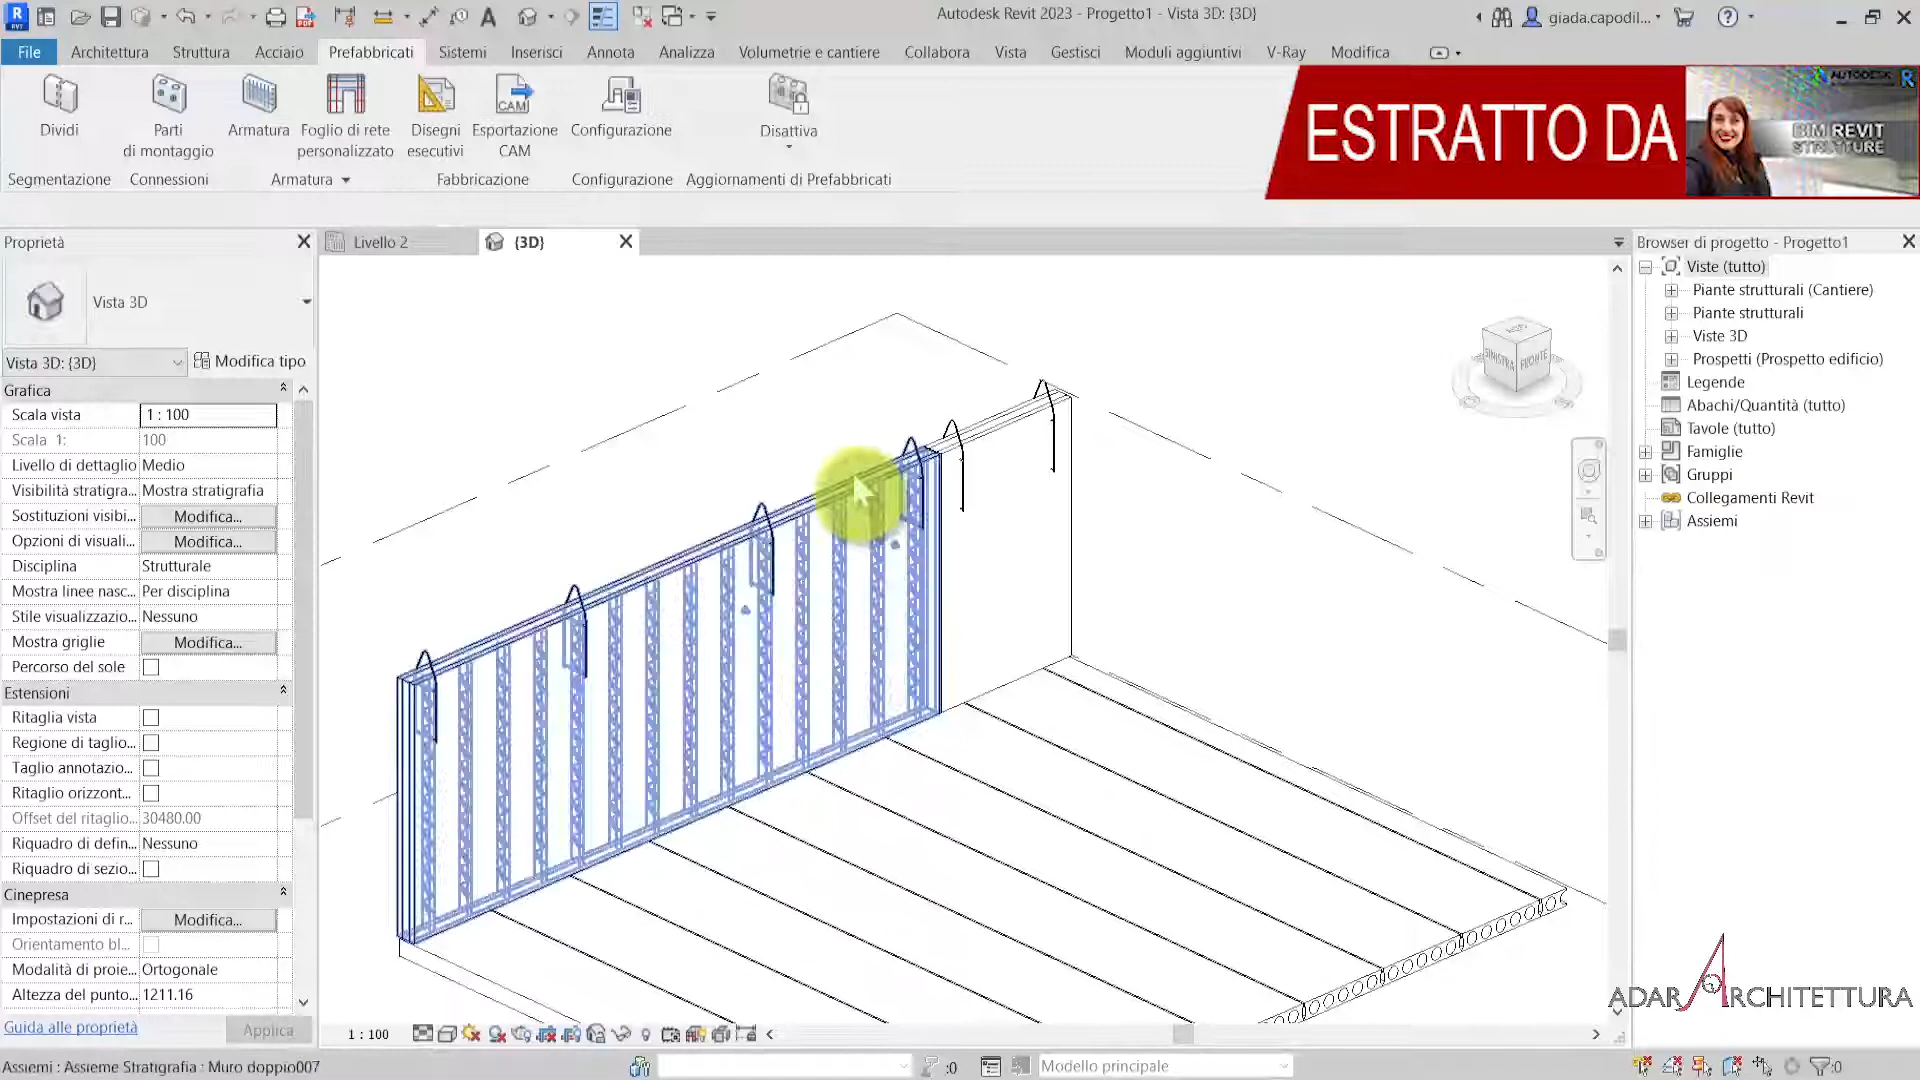 Autodesk Revit 2023 - Progetto1 - Vista 3D: {3D}
giada.capodil...
File
Architettura
Struttura
Acciaio
Prefabbricati
Sistemi
Inserisci
Annota
Analizza
Volumetrie e cantiere
Collabora
Vista
Gestisci
Moduli aggiuntivi
V-Ray
Modifica
Dividi
Parti
di montaggio
Armatura
Foglio di rete
personalizzato
Disegni
esecutivi
CAM
Esportazione
CAM
Configurazione
Disattiva
Segmentazione
Connessioni
Armatura
Fabbricazione
Configurazione
Aggiornamenti di Prefabbricati
ESTRATTO DA
AUTODESK
BIM REVIT
STRUTTURE
Proprietà
Livello 2
{3D}
Browser di progetto - Progetto1
Vista 3D
Vista 3D: {3D}
Modifica tipo
Grafica
Scala vista 1 : 100
Scala 1: 100
Livello di dettaglio Medio
Visibilità stratigra... Mostra stratigrafia
Sostituzioni visibi... Modifica...
Opzioni di visuali... Modifica...
Disciplina Strutturale
Mostra linee nasc... Per disciplina
Stile visualizzazio... Nessuno
Mostra griglie Modifica...
Percorso del sole
Estensioni
Ritaglia vista
Regione di taglio...
Taglio annotazio...
Ritaglio orizzont...
Offset del ritaglio... 30480.00
Riquadro di defin... Nessuno
Riquadro di sezio...
Cinepresa
Impostazioni di r... Modifica...
Orientamento bl...
Modalità di proie... Ortogonale
Altezza del punto... 1211.16
Guida alle proprietà
Applica
ALTO
SINISTRA
FRONTE
Viste (tutto)
Piante strutturali (Cantiere)
Piante strutturali
Viste 3D
Prospetti (Prospetto edificio)
Legende
Abachi/Quantità (tutto)
Tavole (tutto)
Famiglie
Gruppi
Collegamenti Revit
Assiemi
ADARARCHITETTURA
1 : 100
Assiemi : Assieme Stratigrafia : Muro doppio007
:0
Modello principale
:0